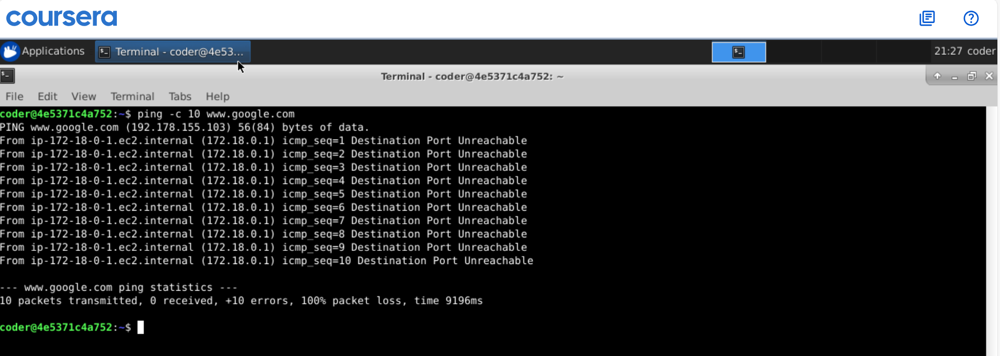 coursera
Applications
Terminal - coder@4e53...
21:27 coder
Terminal - coder@4e5371c4a752: ~
File Edit View Terminal Tabs Help
coder@4e5371c4a752:~$ ping -c 10 www.google.com
PING www.google.com (192.178.155.103) 56(84) bytes of data.
From ip-172-18-0-1.ec2.internal (172.18.0.1) icmp_seq=1 Destination Port Unreachable
From ip-172-18-0-1.ec2.internal (172.18.0.1) icmp_seq=2 Destination Port Unreachable
From ip-172-18-0-1.ec2.internal (172.18.0.1) icmp_seq=3 Destination Port Unreachable
From ip-172-18-0-1.ec2.internal (172.18.0.1) icmp_seq=4 Destination Port Unreachable
From ip-172-18-0-1.ec2.internal (172.18.0.1) icmp_seq=5 Destination Port Unreachable
From ip-172-18-0-1.ec2.internal (172.18.0.1) icmp_seq=6 Destination Port Unreachable
From ip-172-18-0-1.ec2.internal (172.18.0.1) icmp_seq=7 Destination Port Unreachable
From ip-172-18-0-1.ec2.internal (172.18.0.1) icmp_seq=8 Destination Port Unreachable
From ip-172-18-0-1.ec2.internal (172.18.0.1) icmp_seq=9 Destination Port Unreachable
From ip-172-18-0-1.ec2.internal (172.18.0.1) icmp_seq=10 Destination Port Unreachable
--- www.google.com ping statistics ---
10 packets transmitted, 0 received, +10 errors, 100% packet loss, time 9196ms
coder@4e5371c4a752:~$